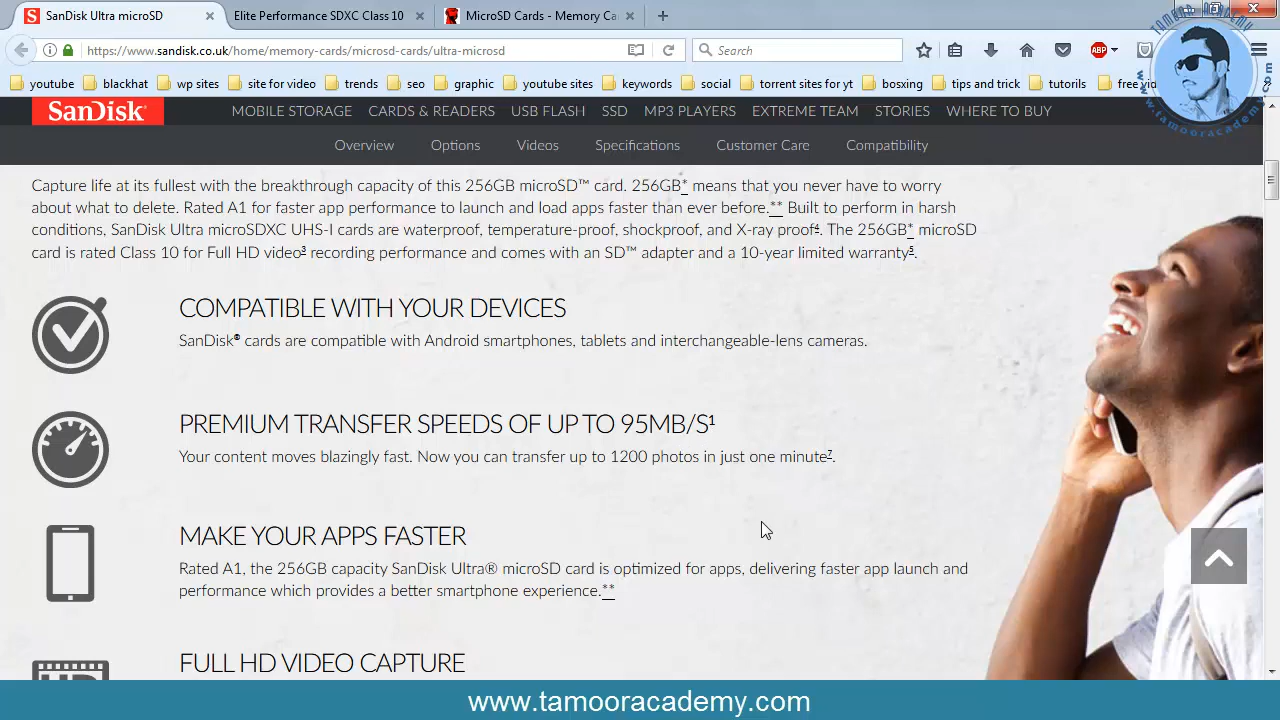 SanDisk Ultra microSD
Elite Performance SDXC Class 10
MicroSD Cards - Memory Ca
https://www.sandisk.co.uk/home/memory-cards/microsd-cards/ultra-microsd
Search
ABP
youtube
blackhat
wp sites
site for video
trends
seo
graphic
youtube sites
keywords
social
torrent sites for yt
boxsing
tips and trick
tutorils
free vid
TAMOOR ACADEMY
www.tamooracademy.com
SanDisk®
MOBILE STORAGE
CARDS & READERS
USB FLASH
SSD
MP3 PLAYERS
EXTREME TEAM
STORIES
WHERE TO BUY
Overview
Options
Videos
Specifications
Customer Care
Compatibility
Capture life at its fullest with the breakthrough capacity of this 256GB microSD™ card. 256GB* means that you never have to worry
about what to delete. Rated A1 for faster app performance to launch and load apps faster than ever before.** Built to perform in harsh
conditions, SanDisk Ultra microSDXC UHS-I cards are waterproof, temperature-proof, shockproof, and X-ray proof⁴. The 256GB* microSD
card is rated Class 10 for Full HD video³ recording performance and comes with an SD™ adapter and a 10-year limited warranty⁵.
COMPATIBLE WITH YOUR DEVICES
SanDisk® cards are compatible with Android smartphones, tablets and interchangeable-lens cameras.
PREMIUM TRANSFER SPEEDS OF UP TO 95MB/S¹
Your content moves blazingly fast. Now you can transfer up to 1200 photos in just one minute⁷.
MAKE YOUR APPS FASTER
Rated A1, the 256GB capacity SanDisk Ultra® microSD card is optimized for apps, delivering faster app launch and
performance which provides a better smartphone experience.**
FULL HD VIDEO CAPTURE
HD
www.tamooracademy.com